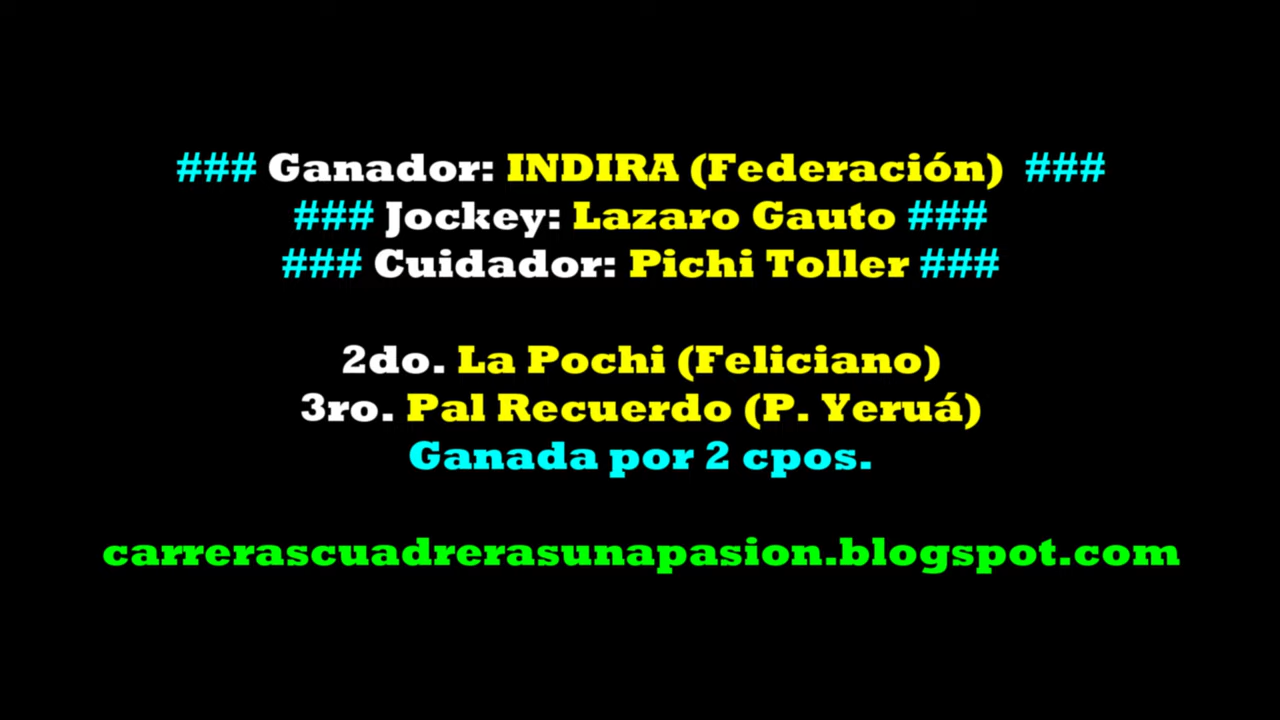 ### Ganador: INDIRA (Federación) ###
### Jockey: Lazaro Gauto ###
### Cuidador: Pichi Toller ###
2do. La Pochi (Feliciano)
3ro. Pal Recuerdo (P. Yeruá)
Ganada por 2 cpos.
carrerascuadrerasunapasion.blogspot.com